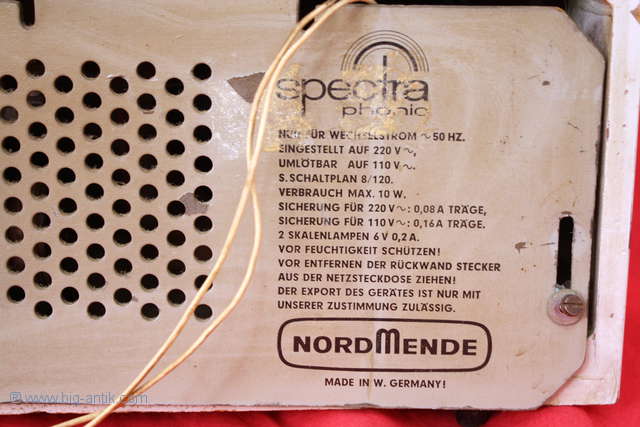 spectra
phonic
NUR FÜR WECHSELSTROM ~ 50 HZ.
EINGESTELLT AUF 220 V ~,
UMLÖTBAR AUF 110 V ~.
S. SCHALTPLAN 8/120.
VERBRAUCH MAX. 10 W.
SICHERUNG FÜR 220 V ~: 0,08 A TRÄGE,
SICHERUNG FÜR 110 V ~: 0,16 A TRÄGE.
2 SKALENLAMPEN 6 V 0,2 A.
VOR FEUCHTIGKEIT SCHÜTZEN!
VOR ENTFERNEN DER RÜCKWAND STECKER
AUS DER NETZSTECKDOSE ZIEHEN!
DER EXPORT DES GERÄTES IST NUR MIT
UNSERER ZUSTIMMUNG ZULÄSSIG.
NORDMENDE
MADE IN W. GERMANY!
© www.hjg-antik.com